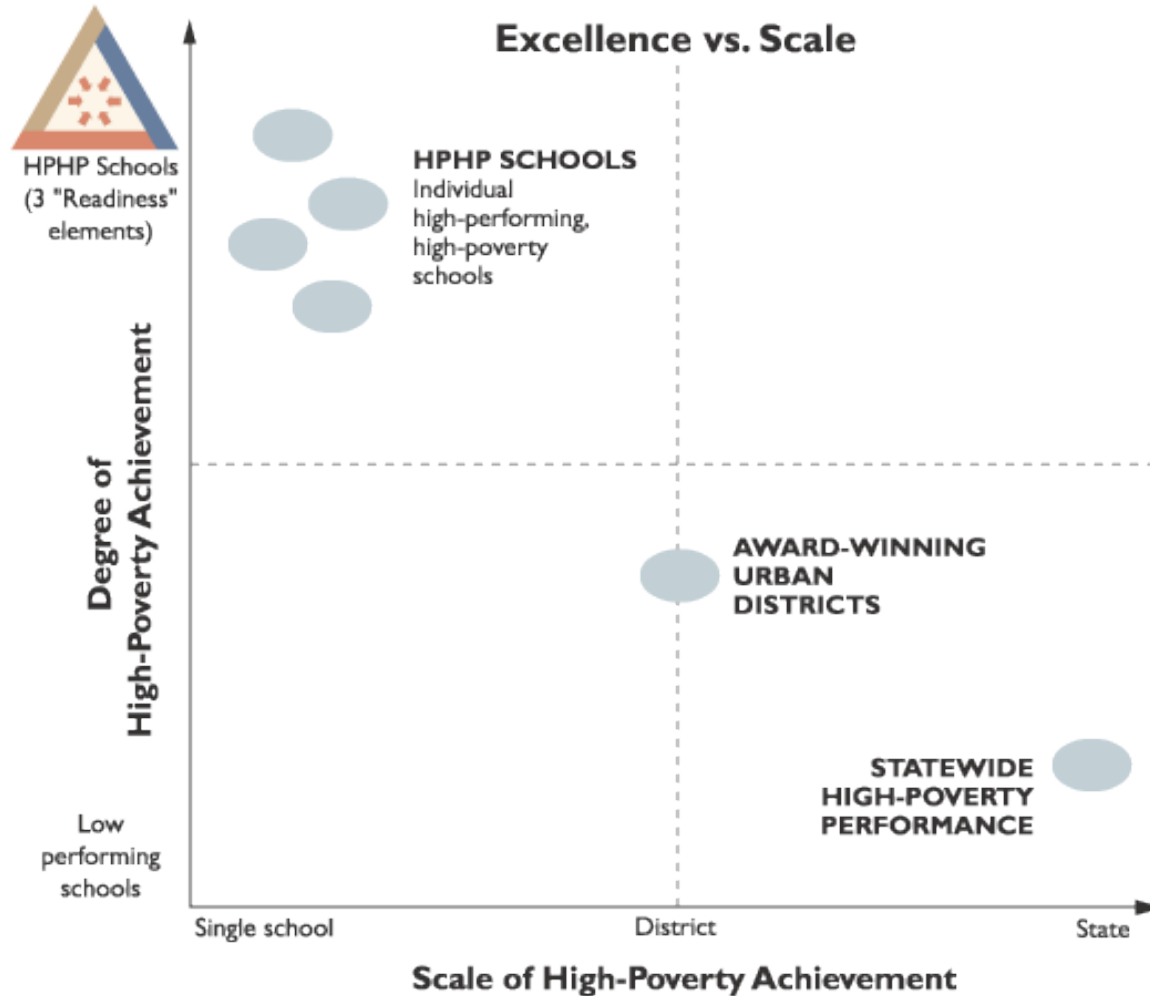 Excellence vs. Scale
HPHP Schools
(3 "Readiness"
elements)
HPHP SCHOOLS
Individual
high-performing,
high-poverty
schools
Degree of
High-Poverty Achievement
AWARD-WINNING
URBAN
DISTRICTS
STATEWIDE
HIGH-POVERTY
PERFORMANCE
Low
performing
schools
Single school
District
State
Scale of High-Poverty Achievement